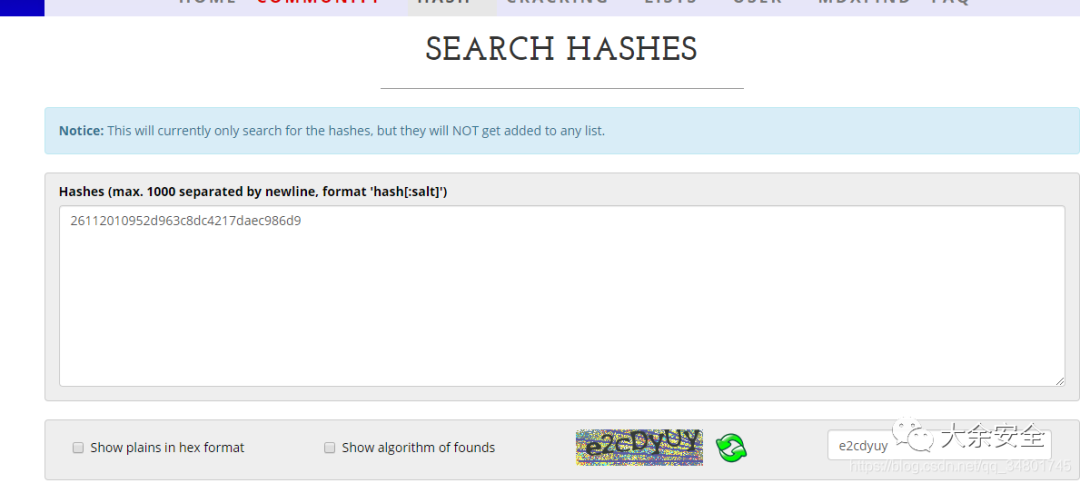 HOME COMMUNITY HASH CRACKING LISTS USER MDXFIND FAQ
SEARCH HASHES
Notice: This will currently only search for the hashes, but they will NOT get added to any list.
Hashes (max. 1000 separated by newline, format 'hash[:salt]')
26112010952d963c8dc4217daec986d9
Show plains in hex format Show algorithm of founds e2cDyUY e2cdyuy 大余安全
https://blog.csdn.net/qq_34801745